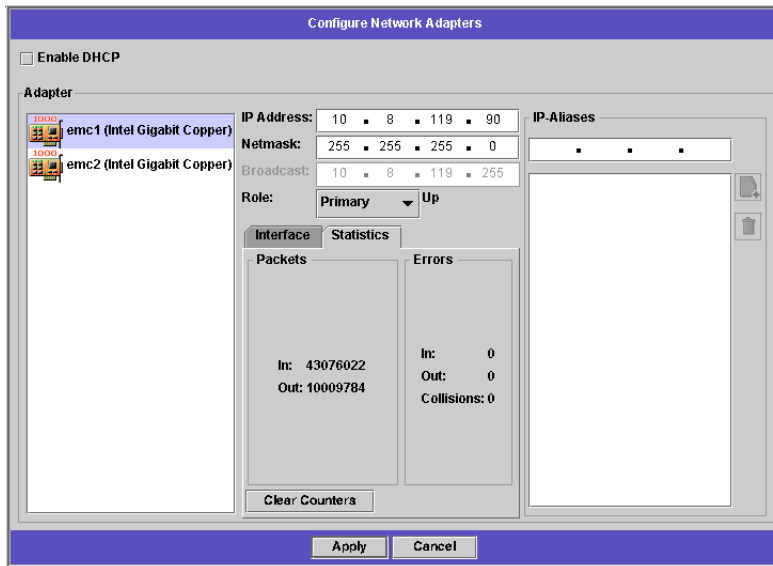 Configure Network Adapters
Enable DHCP
Adapter
1000
emc1 (Intel Gigabit Copper)
1000
emc2 (Intel Gigabit Copper)
IP Address: 10 . 8 . 119 . 90
Netmask: 255 . 255 . 255 . 0
Broadcast: 10 . 8 . 119 . 255
Role: Primary Up
Interface Statistics
Packets
In: 43076022
Out: 10009784
Errors
In: 0
Out: 0
Collisions: 0
Clear Counters
IP-Aliases
. . .
Apply Cancel